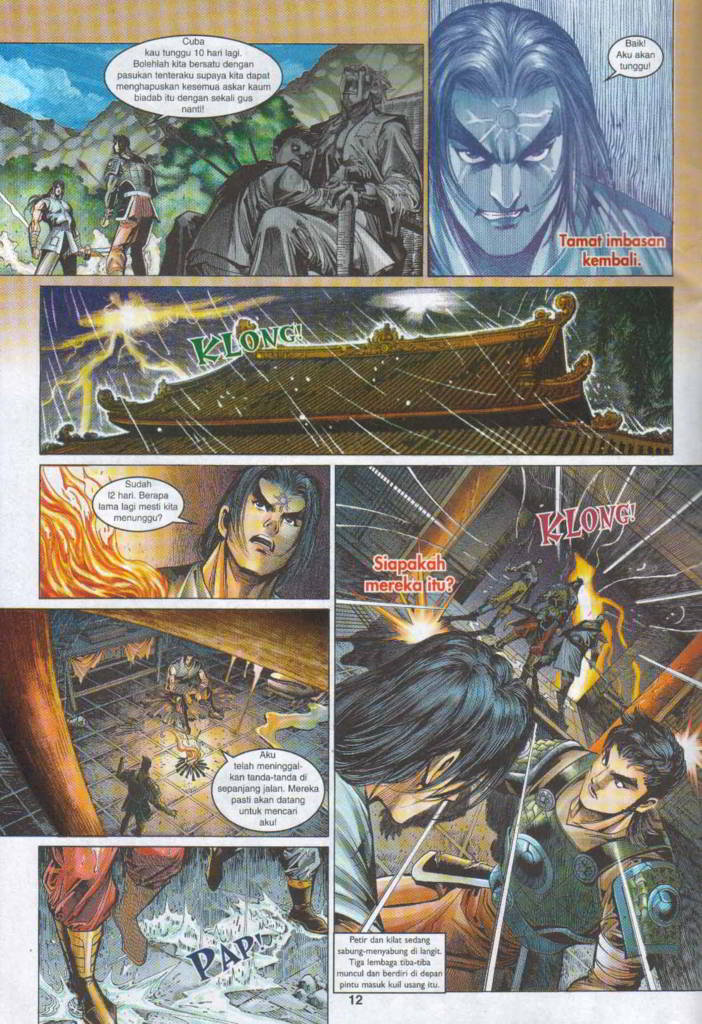 Cuba
kau tunggu 10 hari lagi.
Bolehlah kita bersatu dengan
pasukan tenteraku supaya kita dapat
menghapuskan kesemua askar kaum
biadab itu dengan sekali gus
nanti!
Baik!
Aku akan
tunggu!
Tamat imbasan
kembali.
KLONG!
Sudah
12 hari. Berapa
lama lagi mesti kita
menunggu?
KLONG!
Siapakah
mereka itu?
Aku
telah meninggal-
kan tanda-tanda di
sepanjang jalan. Mereka
pasti akan datang
untuk mencari
aku!
PAP!
Petir dan kilat sedang
sabung-menyabung di langit.
Tiga lembaga tiba-tiba
muncul dan berdiri di depan
pintu masuk kuil usang itu.
12